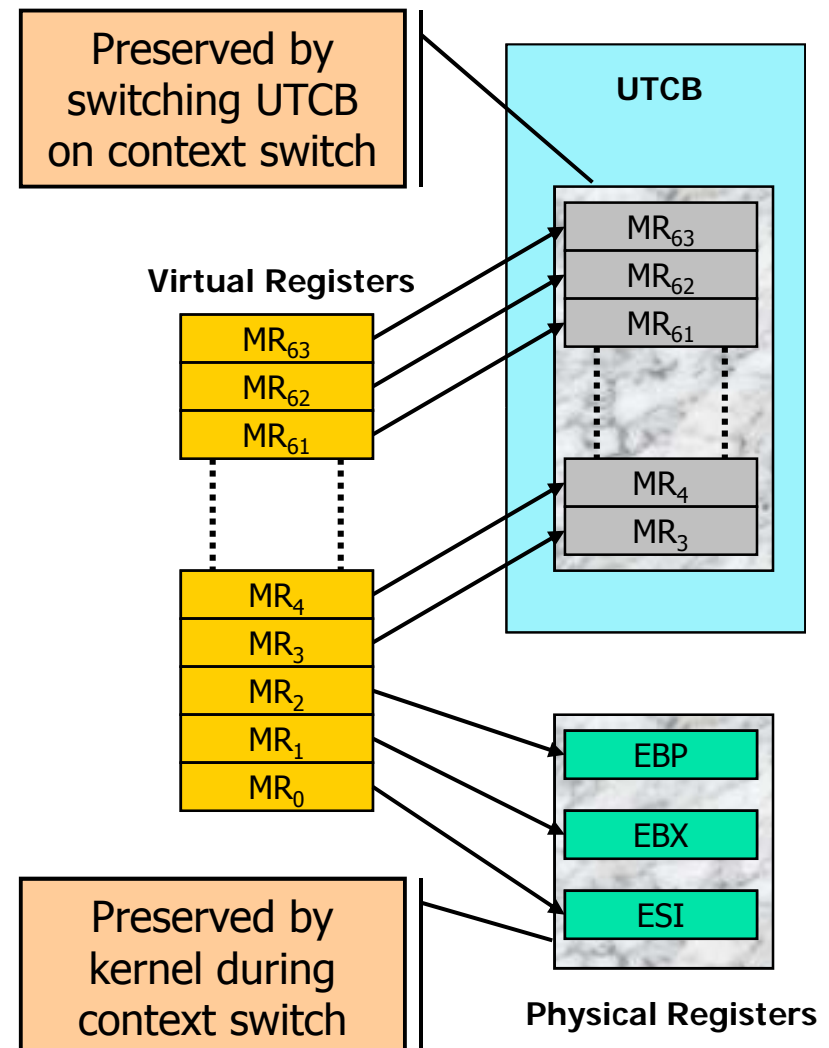 Preserved by
switching UTCB
on context switch
UTCB
MR₆₃
MR₆₂
MR₆₁
MR₄
MR₃
Virtual Registers
MR₆₃
MR₆₂
MR₆₁
MR₄
MR₃
MR₂
MR₁
MR₀
EBP
EBX
ESI
Physical Registers
Preserved by
kernel during
context switch